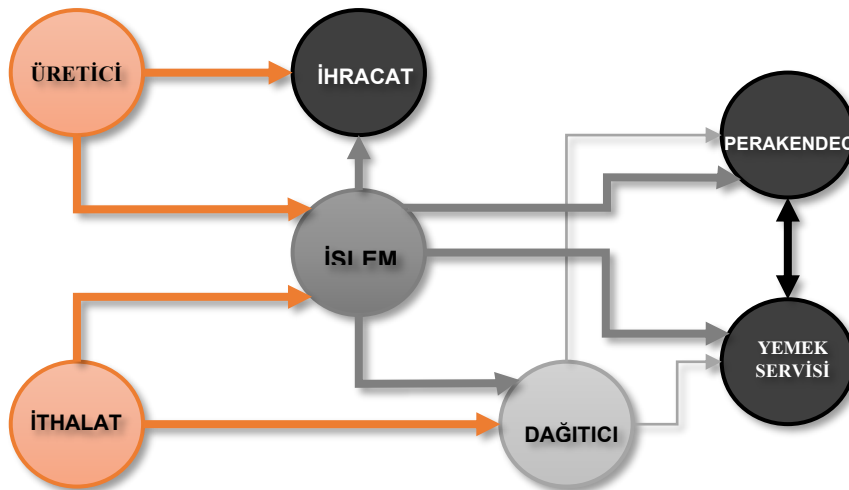 ÜRETİCİ
İHRACAT
PERAKENDEC
İŞLEM
YEMEK
SERVİSİ
İTHALAT
DAĞITICI